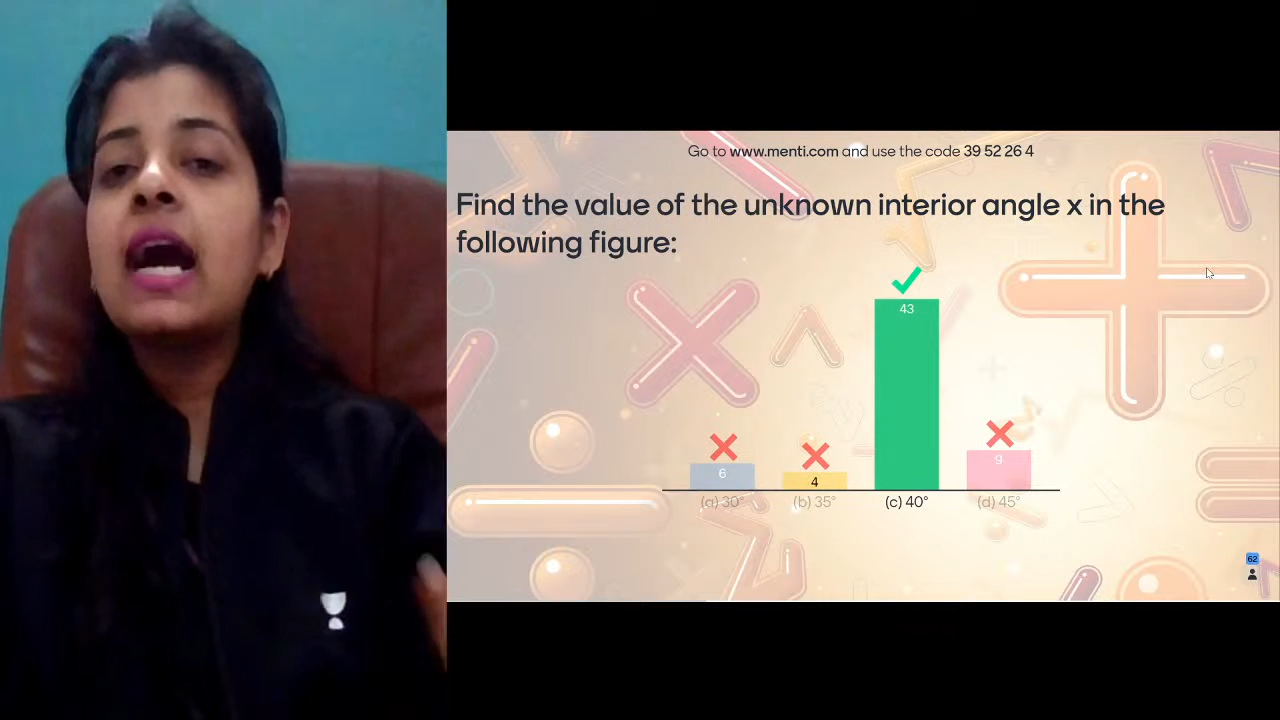 Go to www.menti.com and use the code 39 52 26 4
Find the value of the unknown interior angle x in the
following figure:
43
6
4
9
(a) 30°
(b) 35°
(c) 40°
(d) 45°
62